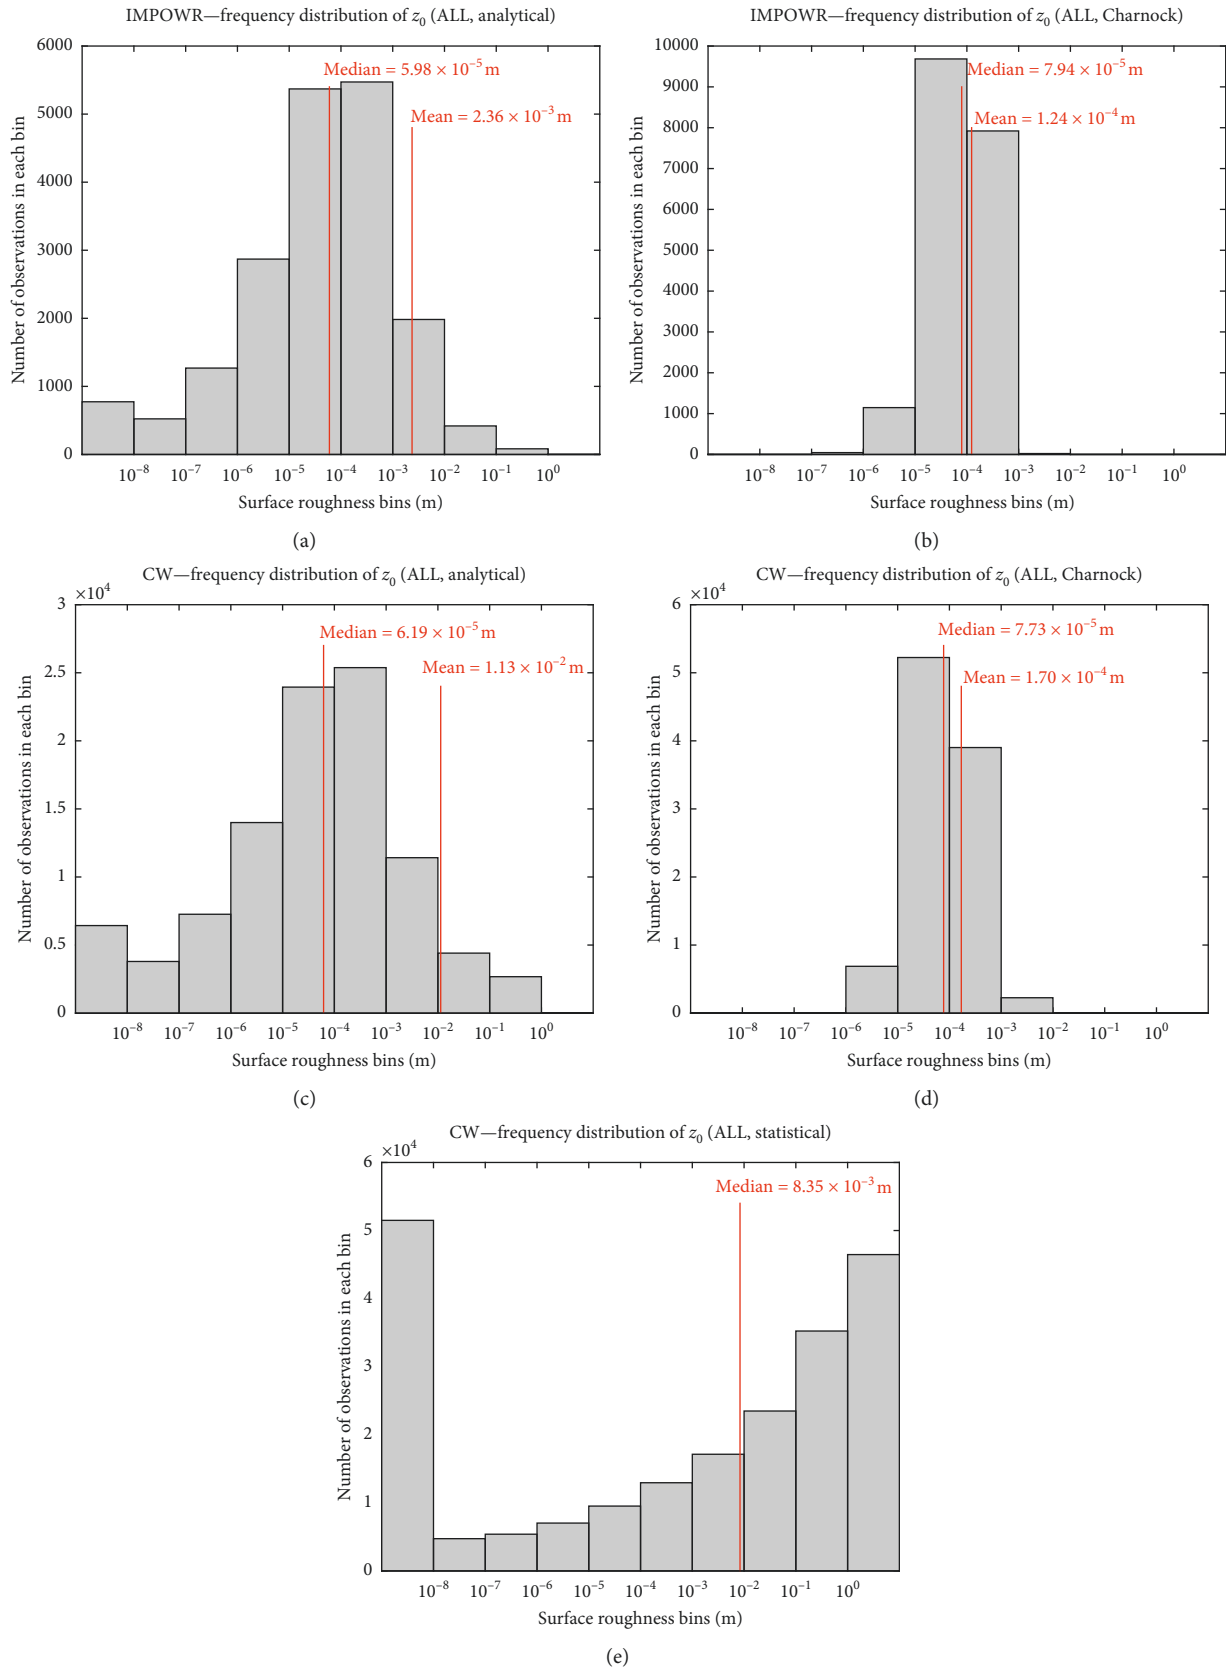 IMPOWR—frequency distribution of z₀ (ALL, analytical)
6000
5000
4000
3000
2000
1000
0
Number of observations in each bin
Median = 5.98 × 10⁻⁵ m
Mean = 2.36 × 10⁻³ m
10⁻⁸ 10⁻⁷ 10⁻⁶ 10⁻⁵ 10⁻⁴ 10⁻³ 10⁻² 10⁻¹ 10⁰
Surface roughness bins (m)
(a)
IMPOWR—frequency distribution of z₀ (ALL, Charnock)
10000
9000
8000
7000
6000
5000
4000
3000
2000
1000
0
Number of observations in each bin
Median = 7.94 × 10⁻⁵ m
Mean = 1.24 × 10⁻⁴ m
10⁻⁸ 10⁻⁷ 10⁻⁶ 10⁻⁵ 10⁻⁴ 10⁻³ 10⁻² 10⁻¹ 10⁰
Surface roughness bins (m)
(b)
CW—frequency distribution of z₀ (ALL, analytical)
×10⁴
3
2.5
2
1.5
1
0.5
0
Number of observations in each bin
Median = 6.19 × 10⁻⁵ m
Mean = 1.13 × 10⁻² m
10⁻⁸ 10⁻⁷ 10⁻⁶ 10⁻⁵ 10⁻⁴ 10⁻³ 10⁻² 10⁻¹ 10⁰
Surface roughness bins (m)
(c)
CW—frequency distribution of z₀ (ALL, Charnock)
×10⁴
6
5
4
3
2
1
0
Number of observations in each bin
Median = 7.73 × 10⁻⁵ m
Mean = 1.70 × 10⁻⁴ m
10⁻⁸ 10⁻⁷ 10⁻⁶ 10⁻⁵ 10⁻⁴ 10⁻³ 10⁻² 10⁻¹ 10⁰
Surface roughness bins (m)
(d)
CW—frequency distribution of z₀ (ALL, statistical)
×10⁴
6
5
4
3
2
1
0
Number of observations in each bin
Median = 8.35 × 10⁻³ m
10⁻⁸ 10⁻⁷ 10⁻⁶ 10⁻⁵ 10⁻⁴ 10⁻³ 10⁻² 10⁻¹ 10⁰
Surface roughness bins (m)
(e)